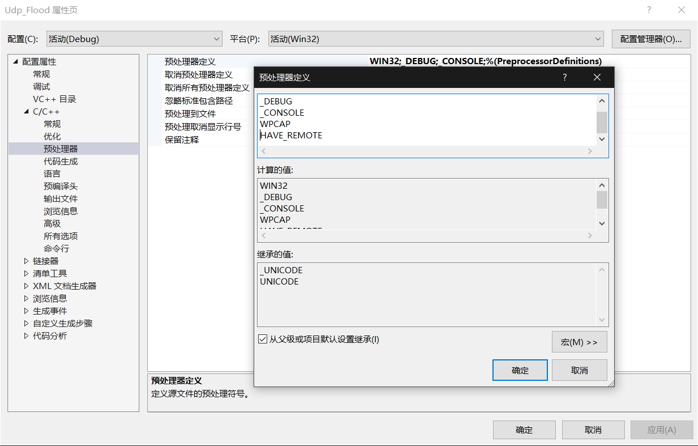 Udp_Flood 属性页
配置(C): 活动(Debug) 平台(P): 活动(Win32) 配置管理器(O)...
配置属性
常规
调试
VC++ 目录
C/C++
常规
优化
预处理器
代码生成
语言
预编译头
输出文件
浏览信息
高级
所有选项
命令行
链接器
清单工具
XML 文档生成器
浏览信息
生成事件
自定义生成步骤
代码分析
预处理器定义 WIN32;_DEBUG;_CONSOLE;%(PreprocessorDefinitions)
取消预处理器定义
取消所有预处理器定义
忽略标准包含路径
预处理到文件
预处理取消显示行号
保留注释
预处理器定义
_DEBUG
_CONSOLE
WPCAP
HAVE_REMOTE
计算的值:
WIN32
_DEBUG
_CONSOLE
WPCAP
HAVE_REMOTE
继承的值:
_UNICODE
UNICODE
从父级或项目默认设置继承(I)
宏(M) >>
确定 取消
预处理器定义
定义源文件的预处理符号。
确定 取消 应用(A)